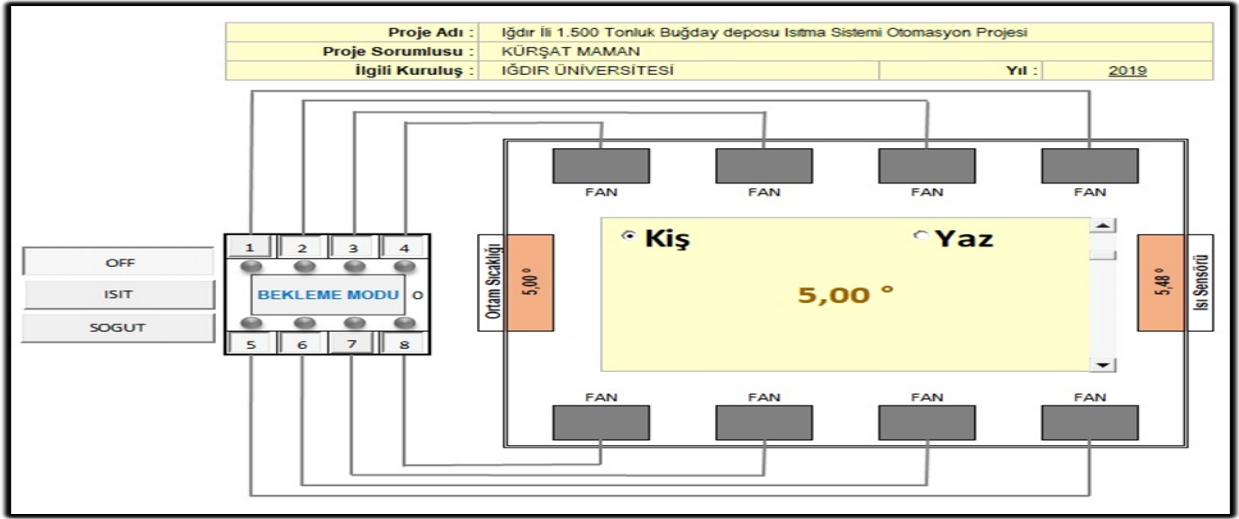 Proje Adı : Iğdır İli 1.500 Tonluk Buğday deposu Isıtma Sistemi Otomasyon Projesi
Proje Sorumlusu : KÜRŞAT MAMAN
İlgili Kuruluş : IĞDIR ÜNİVERSİTESİ Yıl : 2019
FAN FAN FAN FAN
1 2 3 4
OFF
ISIT
SOGUT
BEKLEME MODU O
5 6 7 8
Ortam Sıcaklığı
5,00 °
Kiş Yaz
5,00 °
5,48 °
Isı Sensörü
FAN FAN FAN FAN